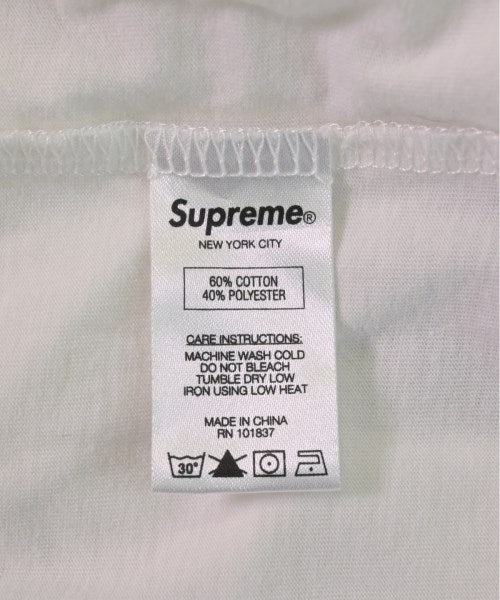 Supreme®
NEW YORK CITY
60% COTTON
40% POLYESTER
CARE INSTRUCTIONS:
MACHINE WASH COLD
DO NOT BLEACH
TUMBLE DRY LOW
IRON USING LOW HEAT
MADE IN CHINA
RN 101837
30°